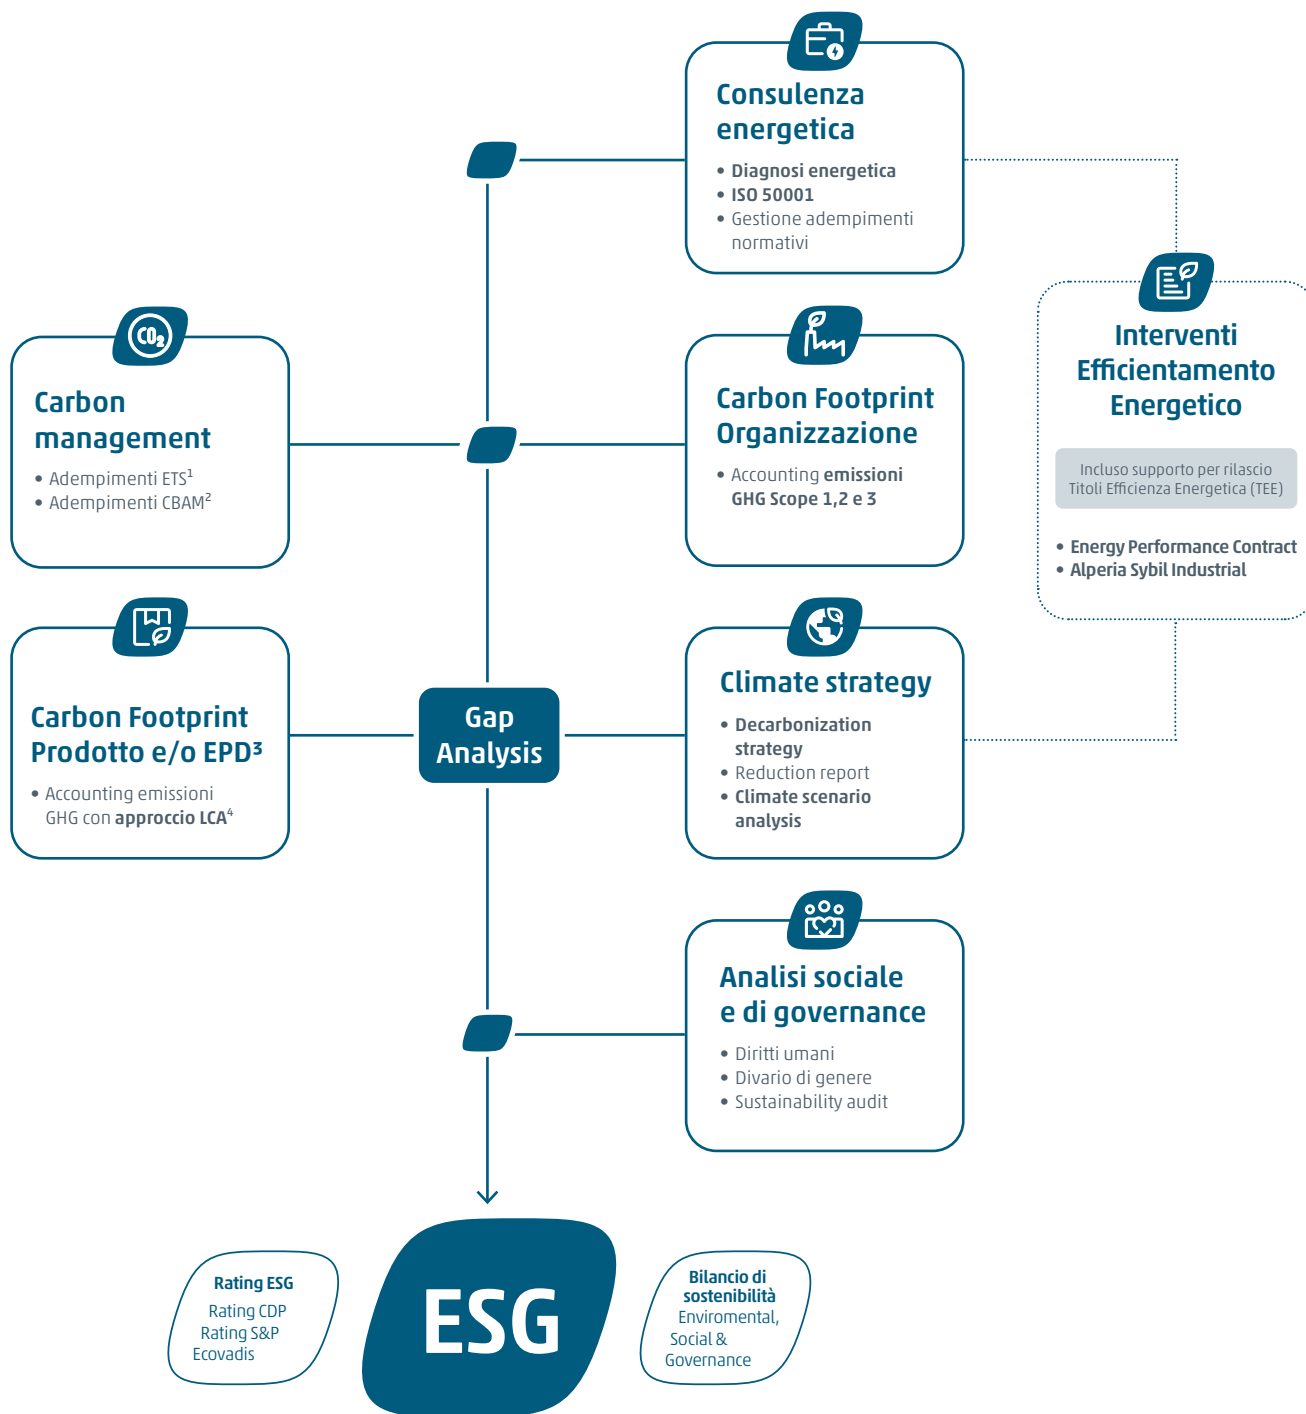 Consulenza
energetica
• Diagnosi energetica
• ISO 50001
• Gestione adempimenti
normativi
CO₂
Carbon
management
• Adempimenti ETS¹
• Adempimenti CBAM²
Carbon Footprint
Organizzazione
• Accounting emissioni
GHG Scope 1,2 e 3
Interventi
Efficientamento
Energetico
Incluso supporto per rilascio
Titoli Efficienza Energetica (TEE)
• Energy Performance Contract
• Alperia Sybil Industrial
Carbon Footprint
Prodotto e/o EPD³
• Accounting emissioni
GHG con approccio LCA⁴
Gap
Analysis
Climate strategy
• Decarbonization
strategy
• Reduction report
• Climate scenario
analysis
Analisi sociale
e di governance
• Diritti umani
• Divario di genere
• Sustainability audit
Rating ESG
Rating CDP
Rating S&P
Ecovadis
ESG
Bilancio di
sostenibilità
Enviromental,
Social &
Governance